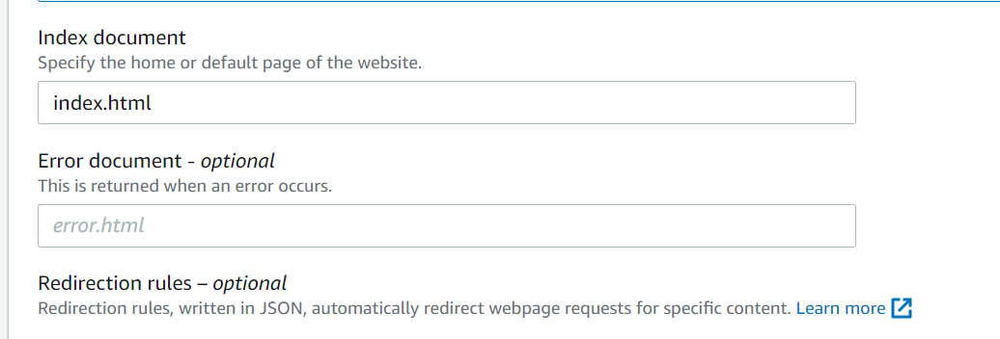 Index document
Specify the home or default page of the website.
index.html
Error document - optional
This is returned when an error occurs.
error.html
Redirection rules – optional
Redirection rules, written in JSON, automatically redirect webpage requests for specific content. Learn more